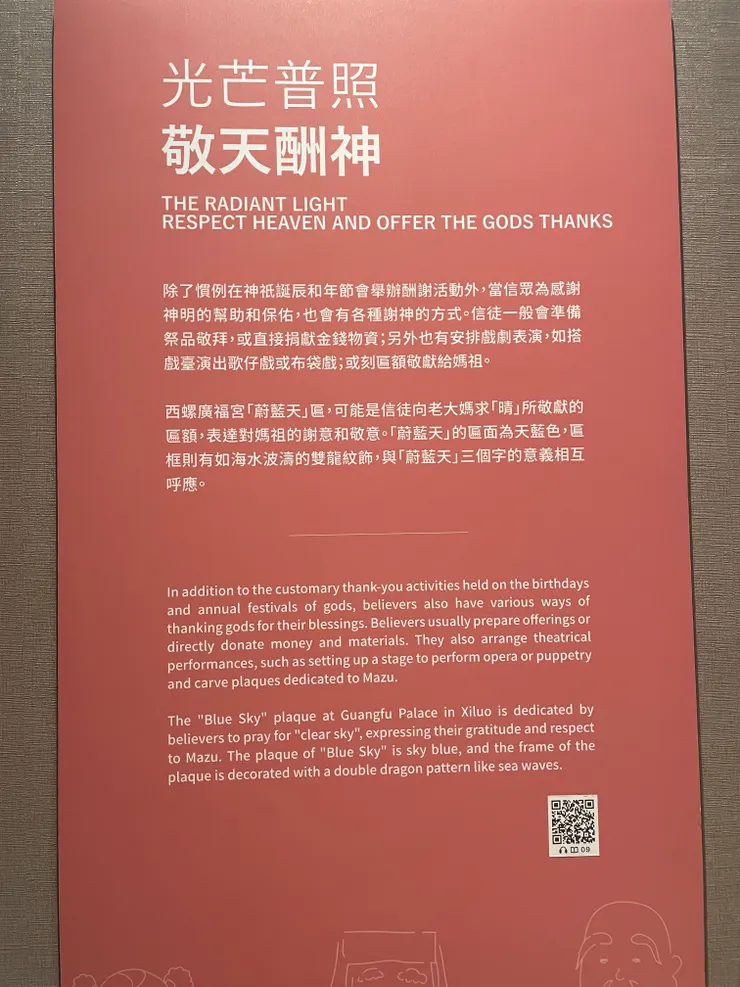 光芒普照
敬天酬神
THE RADIANT LIGHT
RESPECT HEAVEN AND OFFER THE GODS THANKS
除了慣例在神祇誕辰和年節會舉辦酬謝活動外，當信眾為感謝
神明的幫助和保佑，也會有各種謝神的方式。信徒一般會準備
祭品敬拜，或直接捐獻金錢物資；另外也有安排戲劇表演，如搭
戲臺演出歌仔戲或布袋戲；或刻匾額敬獻給媽祖。
西螺廣福宮「蔚藍天」匾，可能是信徒向老大媽求「晴」所敬獻的
匾額，表達對媽祖的謝意和敬意。「蔚藍天」的匾面為天藍色，匾
框則有如海水波濤的雙龍紋飾，與「蔚藍天」三個字的意義相互
呼應。
In addition to the customary thank-you activities held on the birthdays
and annual festivals of gods, believers also have various ways of
thanking gods for their blessings. Believers usually prepare offerings or
directly donate money and materials. They also arrange theatrical
performances, such as setting up a stage to perform opera or puppetry
and carve plaques dedicated to Mazu.
The "Blue Sky" plaque at Guangfu Palace in Xiluo is dedicated by
believers to pray for "clear sky", expressing their gratitude and respect
to Mazu. The plaque of "Blue Sky" is sky blue, and the frame of the
plaque is decorated with a double dragon pattern like sea waves.
09